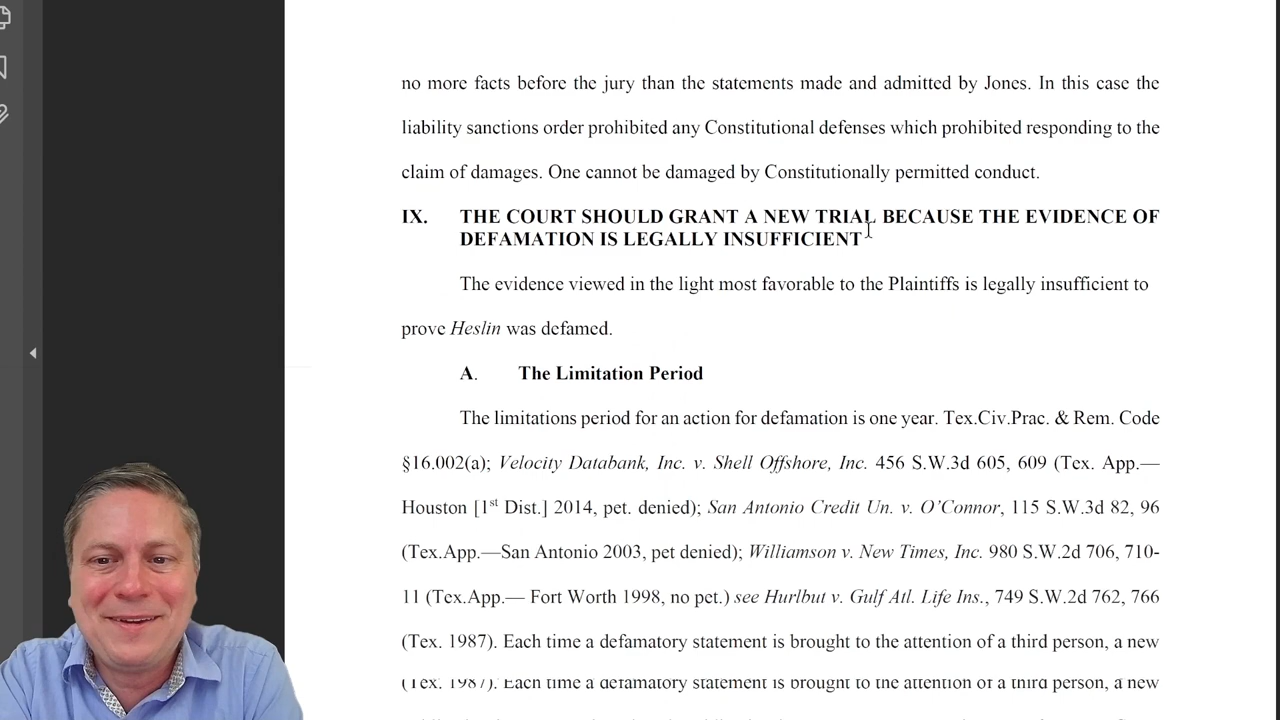 no more facts before the jury than the statements made and admitted by Jones. In this case the
liability sanctions order prohibited any Constitutional defenses which prohibited responding to the
claim of damages. One cannot be damaged by Constitutionally permitted conduct.
IX. THE COURT SHOULD GRANT A NEW TRIAL BECAUSE THE EVIDENCE OF
DEFAMATION IS LEGALLY INSUFFICIENT
The evidence viewed in the light most favorable to the Plaintiffs is legally insufficient to
prove Heslin was defamed.
A. The Limitation Period
The limitations period for an action for defamation is one year. Tex.Civ.Prac. & Rem. Code
§16.002(a); Velocity Databank, Inc. v. Shell Offshore, Inc. 456 S.W.3d 605, 609 (Tex. App.—
Houston [1st Dist.] 2014, pet. denied); San Antonio Credit Un. v. O’Connor, 115 S.W.3d 82, 96
(Tex.App.—San Antonio 2003, pet denied); Williamson v. New Times, Inc. 980 S.W.2d 706, 710-
11 (Tex.App.— Fort Worth 1998, no pet.) see Hurlbut v. Gulf Atl. Life Ins., 749 S.W.2d 762, 766
(Tex. 1987). Each time a defamatory statement is brought to the attention of a third person, a new
(Tex. 1987). Each time a defamatory statement is brought to the attention of a third person, a new